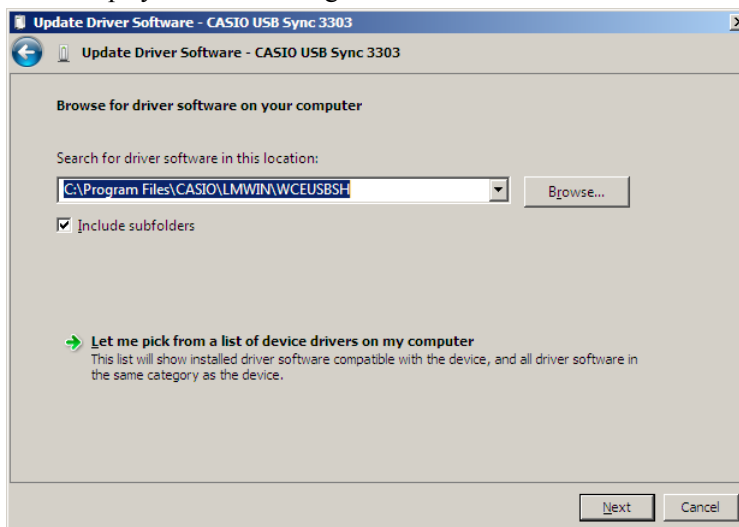 Update Driver Software - CASIO USB Sync 3303
Update Driver Software - CASIO USB Sync 3303
Browse for driver software on your computer
Search for driver software in this location:
C:\Program Files\CASIO\LMWIN\WCEUSBSH
Browse...
Include subfolders
Let me pick from a list of device drivers on my computer
This list will show installed driver software compatible with the device, and all driver software in
the same category as the device.
Next Cancel